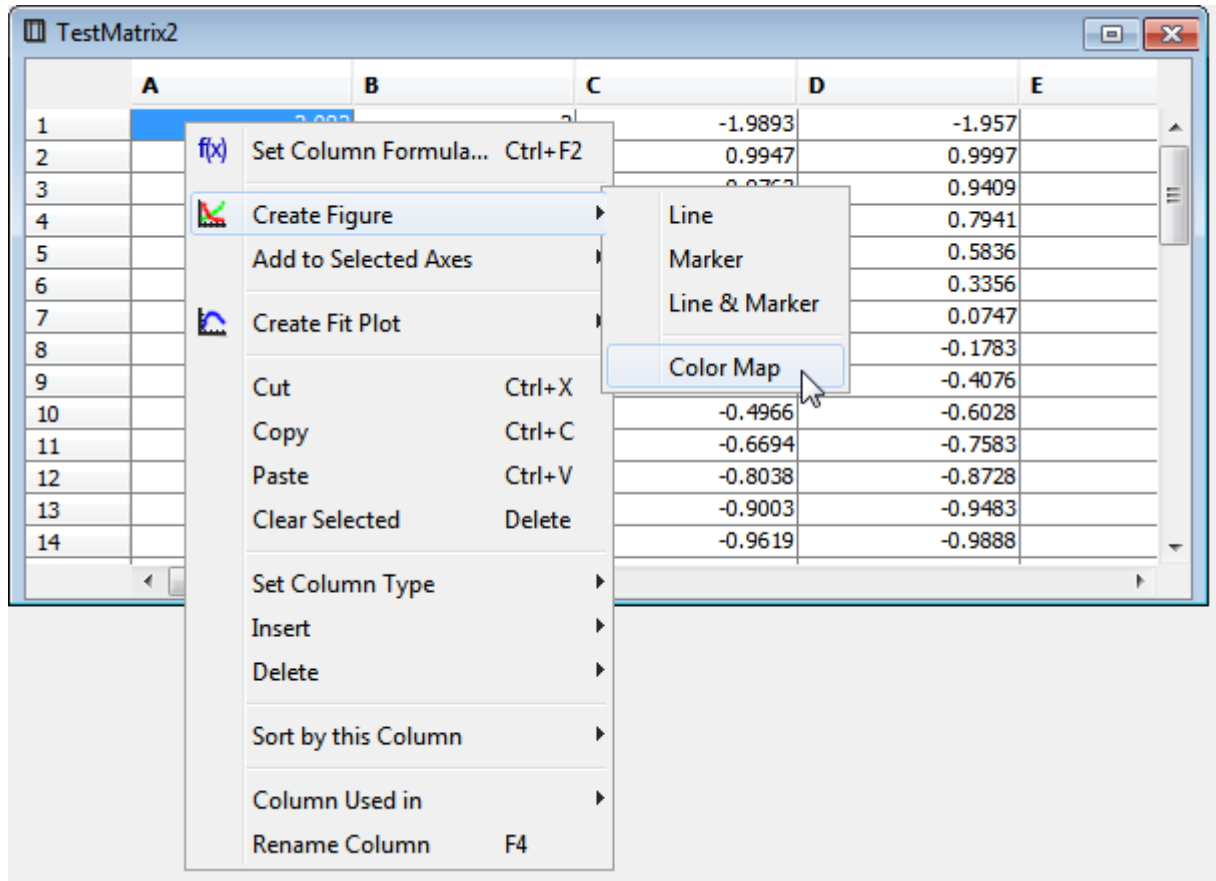 TestMatrix2
A B C D E
1 -1.9893 -1.957
2 0.9947 0.9997
3 0.9409
4 0.7941
5 0.5836
6 0.3356
7 0.0747
8 -0.1783
9 -0.4076
10 -0.4966 -0.6028
11 -0.6694 -0.7583
12 -0.8038 -0.8728
13 -0.9003 -0.9483
14 -0.9619 -0.9888
f(x) Set Column Formula... Ctrl+F2
Create Figure
Add to Selected Axes
Create Fit Plot
Cut Ctrl+X
Copy Ctrl+C
Paste Ctrl+V
Clear Selected Delete
Set Column Type
Insert
Delete
Sort by this Column
Column Used in
Rename Column F4
Line
Marker
Line & Marker
Color Map